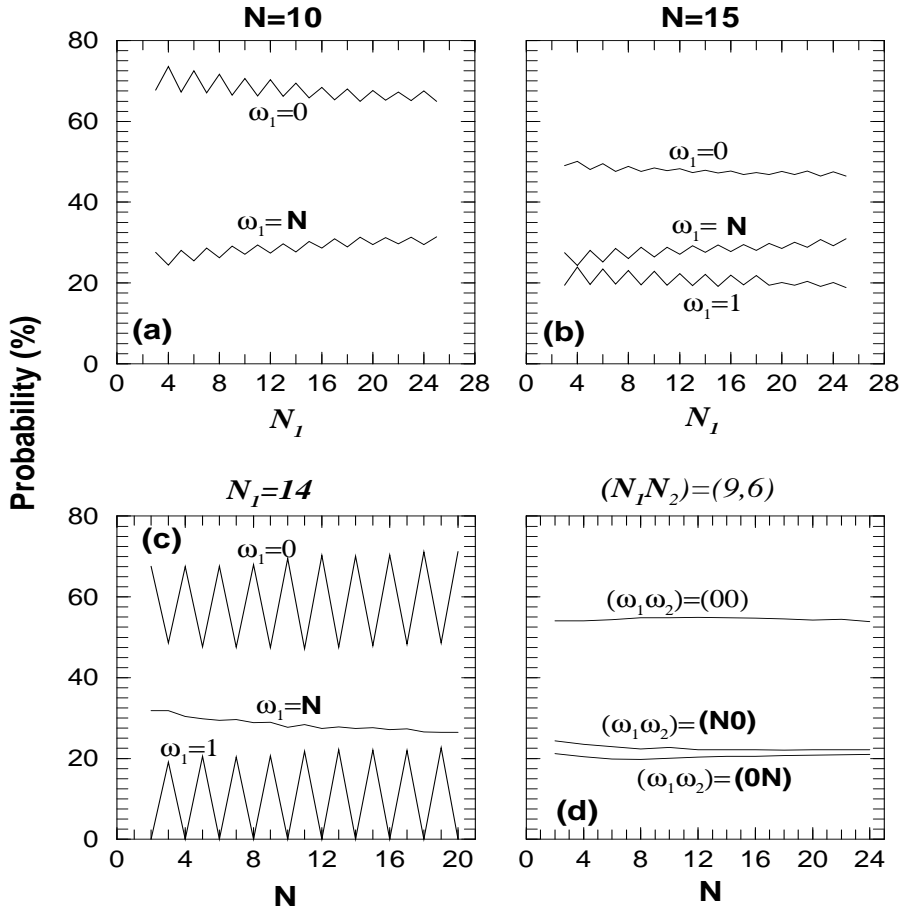 N=10
N=15
Probability (%)
80
60
40
20
0
ω₁=0
ω₁= N
(a)
0 4 8 12 16 20 24 28
N₁
ω₁=0
ω₁= N
ω₁=1
(b)
0 4 8 12 16 20 24 28
N₁
N₁=14
(N₁N₂)=(9,6)
80
60
40
20
0
(c)
ω₁=0
ω₁=N
ω₁=1
0 4 8 12 16 20
N
(ω₁ω₂)=(00)
(ω₁ω₂)=(N0)
(ω₁ω₂)=(0N)
(d)
0 4 8 12 16 20 24
N